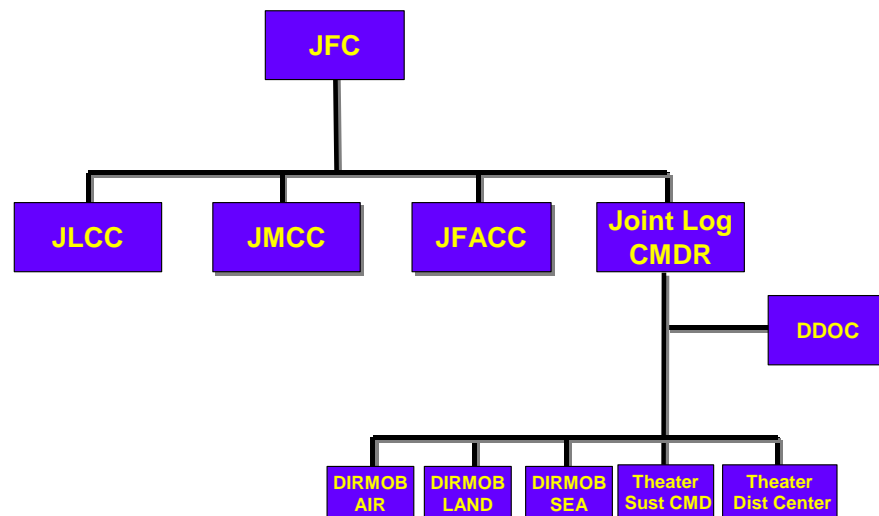 JFC
JLCC
JMCC
JFACC
Joint Log
CMDR
DDOC
DIRMOB
AIR
DIRMOB
LAND
DIRMOB
SEA
Theater
Sust CMD
Theater
Dist Center